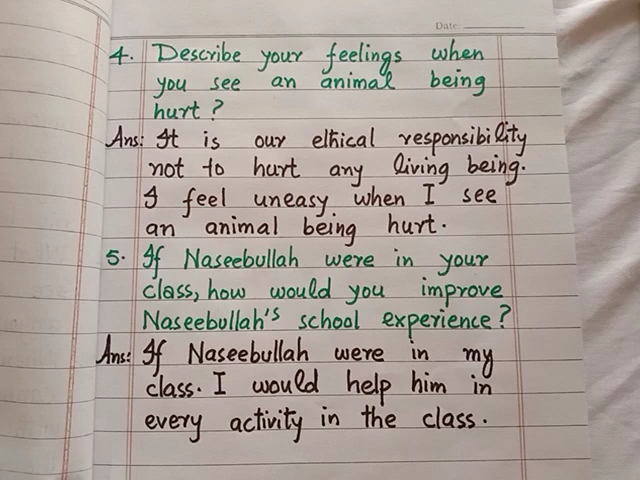 Date
4. Describe your feelings when
you see an animal being
hurt?
Ans: It is our elhical responsibility
not to hurt any living being.
I feel uneasy when I see
an animal being hurt.
5. If Naseebullah were in your
class, how would you improve
Naseebullah's school experience?
Ans: If Naseebullah were in my
class. I would help him in
every activity in the class.